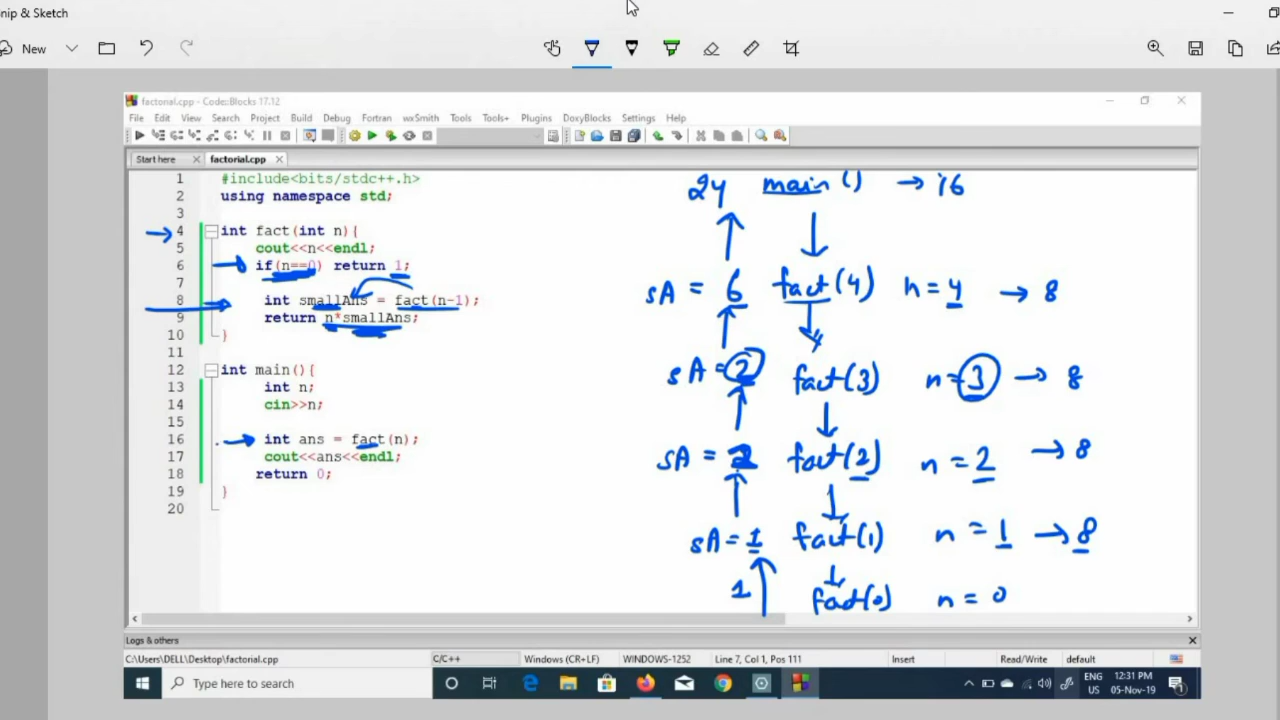 nip & Sketch
New
factorial.cpp - Code::Blocks 17.12
File Edit View Search Project Build Debug Fortran wxSmith Tools Tools+ Plugins DoxyBlocks Settings Help
Start here factorial.cpp
1 #include<bits/stdc++.h>
2 using namespace std;
3
4 int fact(int n){
5 cout<<n<<endl;
6 if(n==0) return 1;
7
8 int smallAns = fact(n-1);
9 return n*smallAns;
10 }
11
12 int main(){
13 int n;
14 cin>>n;
15
16 int ans = fact(n);
17 cout<<ans<<endl;
18 return 0;
19 }
20
24 main() → 16
sA = 6 fact(4) n = 4 → 8
sA = 2 fact(3) n = 3 → 8
sA = fact(2) n = 2 → 8
sA = 1 fact(1) n = 1 → 8
1 fact(0) n = 0
Logs & others
C:\Users\DELL\Desktop\factorial.cpp C/C++ Windows (CR+LF) WINDOWS-1252 Line 7, Col 1, Pos 111 Insert Read/Write default
Type here to search
ENG 12:31 PM
US 05-Nov-19
1